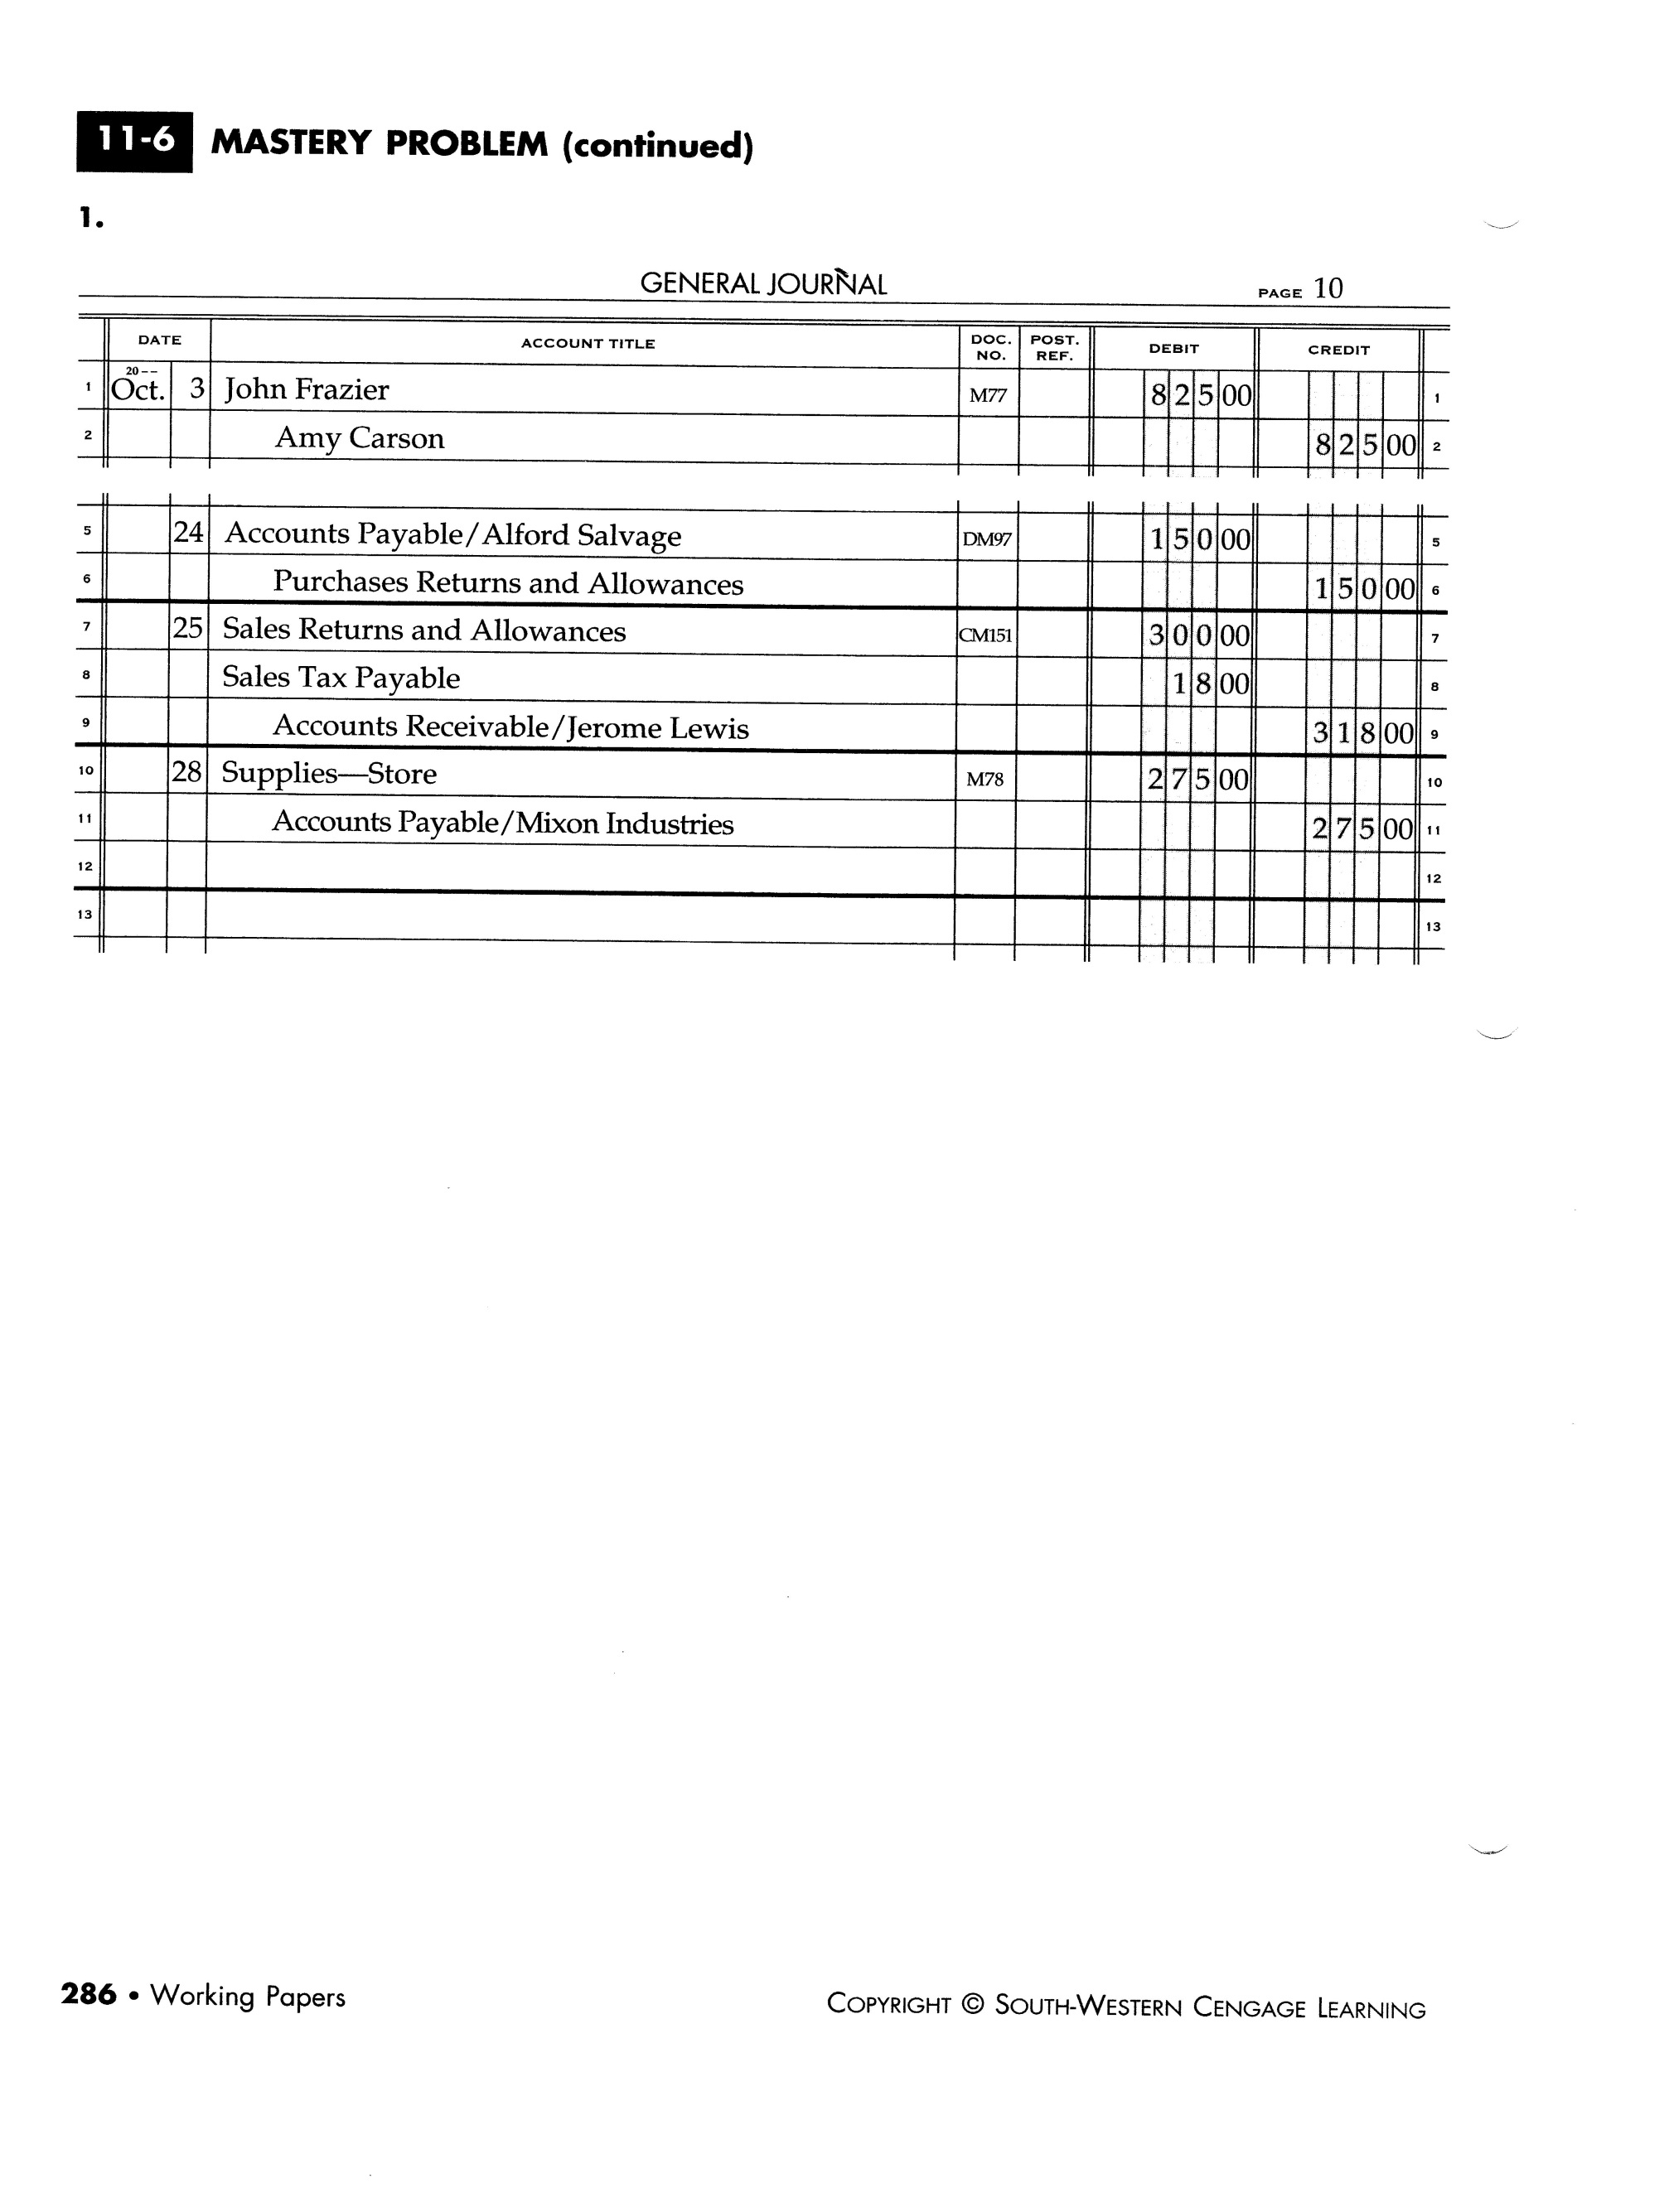 11-6 MASTERY PROBLEM (continued)
1.
GENERAL JOURNAL PAGE 10
DATE ACCOUNT TITLE DOC. NO. POST. REF. DEBIT CREDIT
20--
1 Oct. 3 John Frazier M77 825 00 1
2 Amy Carson 825 00 2
5 24 Accounts Payable/Alford Salvage DM97 150 00 5
6 Purchases Returns and Allowances 150 00 6
7 25 Sales Returns and Allowances CM151 300 00 7
8 Sales Tax Payable 18 00 8
9 Accounts Receivable/Jerome Lewis 318 00 9
10 28 Supplies—Store M78 275 00 10
11 Accounts Payable/Mixon Industries 275 00 11
12 12
13 13
286 • Working Papers COPYRIGHT © SOUTH-WESTERN CENGAGE LEARNING